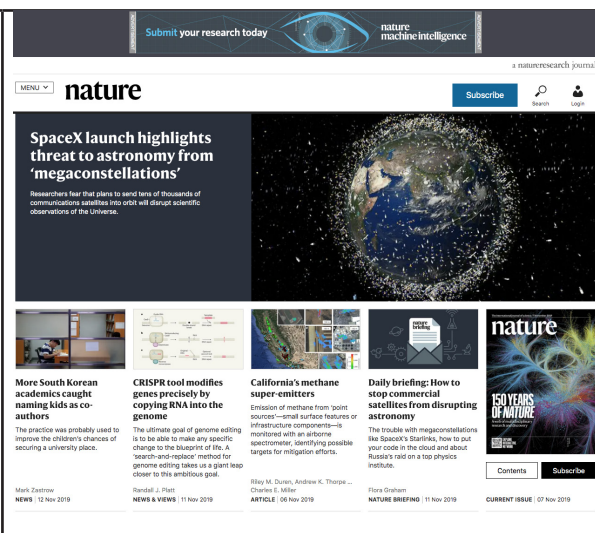 ADVERTISEMENT
Submit your research today
nature
machine intelligence
ADVERTISEMENT
a natureresearch journal
MENU
nature
Subscribe
Search
Login
SpaceX launch highlights
threat to astronomy from
‘megaconstellations’
Researchers fear that plans to send tens of thousands of
communications satellites into orbit will disrupt scientific
observations of the Universe.
More South Korean
academics caught
naming kids as co-
authors
The practice was probably used to
improve the children’s chances of
securing a university place.
Mark Zastrow
NEWS | 12 Nov 2019
CRISPR tool modifies
genes precisely by
copying RNA into the
genome
The ultimate goal of genome editing
is to be able to make any specific
change to the blueprint of life. A
‘search-and-replace’ method for
genome editing takes us a giant leap
closer to this ambitious goal.
Randall J. Platt
NEWS & VIEWS | 11 Nov 2019
California’s methane
super-emitters
Emission of methane from ‘point
sources’—small surface features or
infrastructure components—is
monitored with an airborne
spectrometer, identifying possible
targets for mitigation efforts.
Riley M. Duren, Andrew K. Thorpe ...
Charles E. Miller
ARTICLE | 06 Nov 2019
nature
briefing
Daily briefing: How to
stop commercial
satellites from disrupting
astronomy
The trouble with megaconstellations
like SpaceX’s Starlinks, how to put
your code in the cloud and about
Russia’s raid on a top physics
institute.
Flora Graham
NATURE BRIEFING | 11 Nov 2019
nature
150 YEARS
OF NATURE
Contents
Subscribe
CURRENT ISSUE | 07 Nov 2019